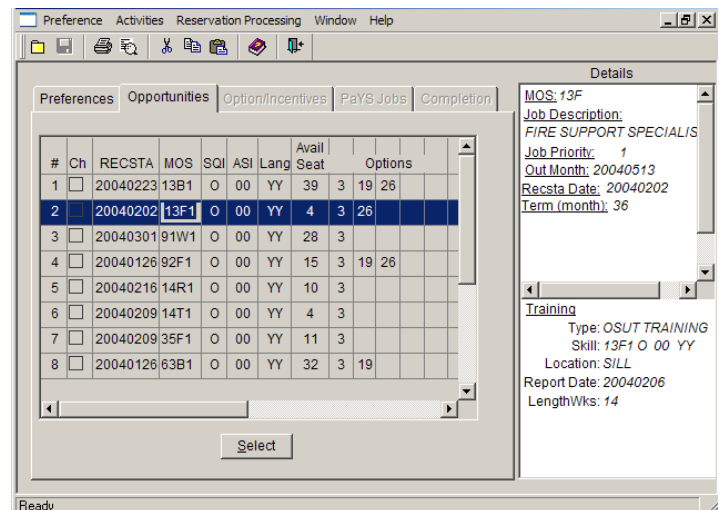 Preference Activities Reservation Processing Window Help
Preferences Opportunities Option/Incentives PaYS Jobs Completion
# Ch RECSTA MOS SQI ASI Lang Avail Seat Options
1 20040223 13B1 O 00 YY 39 3 19 26
2 20040202 13F1 O 00 YY 4 3 26
3 20040301 91W1 O 00 YY 28 3
4 20040126 92F1 O 00 YY 15 3 19 26
5 20040216 14R1 O 00 YY 10 3
6 20040209 14T1 O 00 YY 4 3
7 20040209 35F1 O 00 YY 11 3
8 20040126 63B1 O 00 YY 32 3 19
Select
Details
MOS: 13F
Job Description:
FIRE SUPPORT SPECIALIS
Job Priority: 1
Out Month: 20040513
Recsta Date: 20040202
Term (month): 36
Training
Type: OSUT TRAINING
Skill: 13F1 O 00 YY
Location: SILL
Report Date: 20040206
LengthWks: 14
Ready